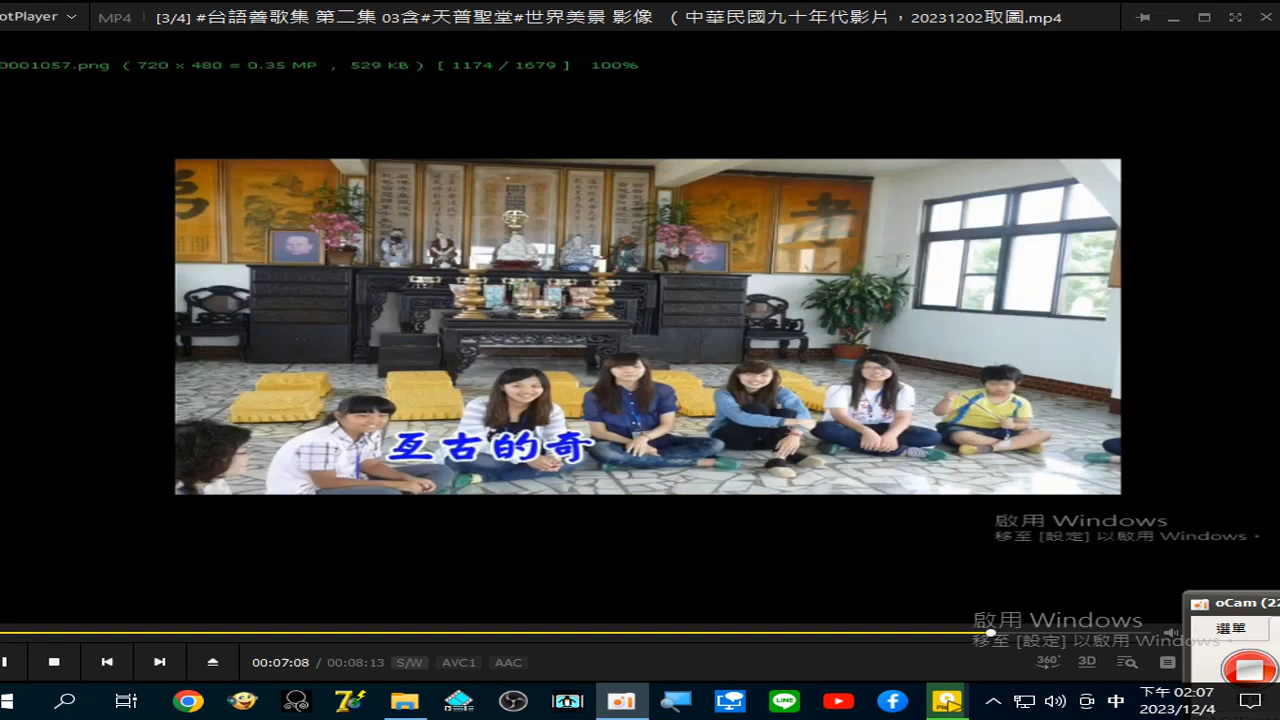 otPlayer
MP4
[3/4] #台語善歌集 第二集 03含#天普聖堂#世界美景 影像 （ 中華民國九十年代影片，20231202取圖.mp4
0001057.png ( 720 x 480 = 0.35 MP , 529 KB ) [ 1174 / 1679 ] 100%
孝
亙古的奇
啟用 Windows
移至 [設定] 以啟用 Windows。
oCam (22
啟用 Windows
移至 [設定] 以啟用 Windows。
選單
00:07:08 / 00:08:13 S/W AVC1 AAC
360° 3D
中
下午 02:07
2023/12/4